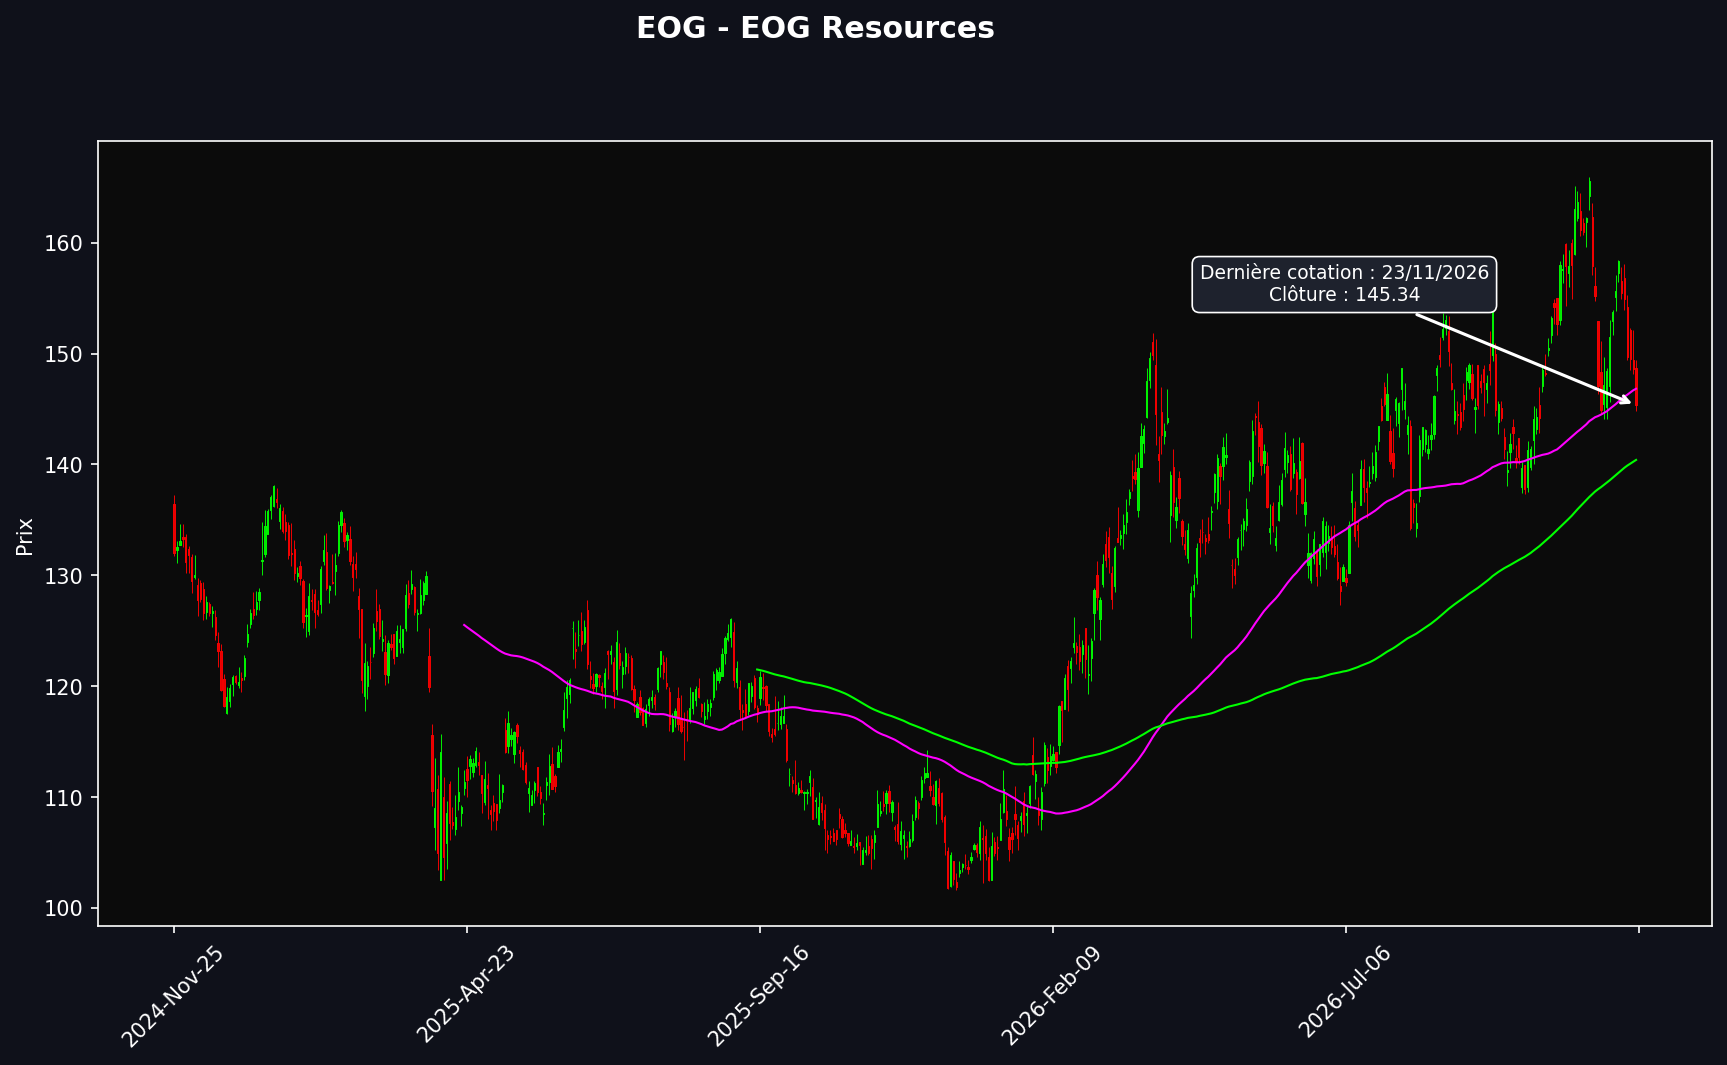 EOG - EOG Resources
Dernière cotation : 23/11/2026
Clôture : 145.34
Prix
160
150
140
130
120
110
100
2024-Nov-25
2025-Apr-23
2025-Sep-16
2026-Feb-09
2026-Jul-06